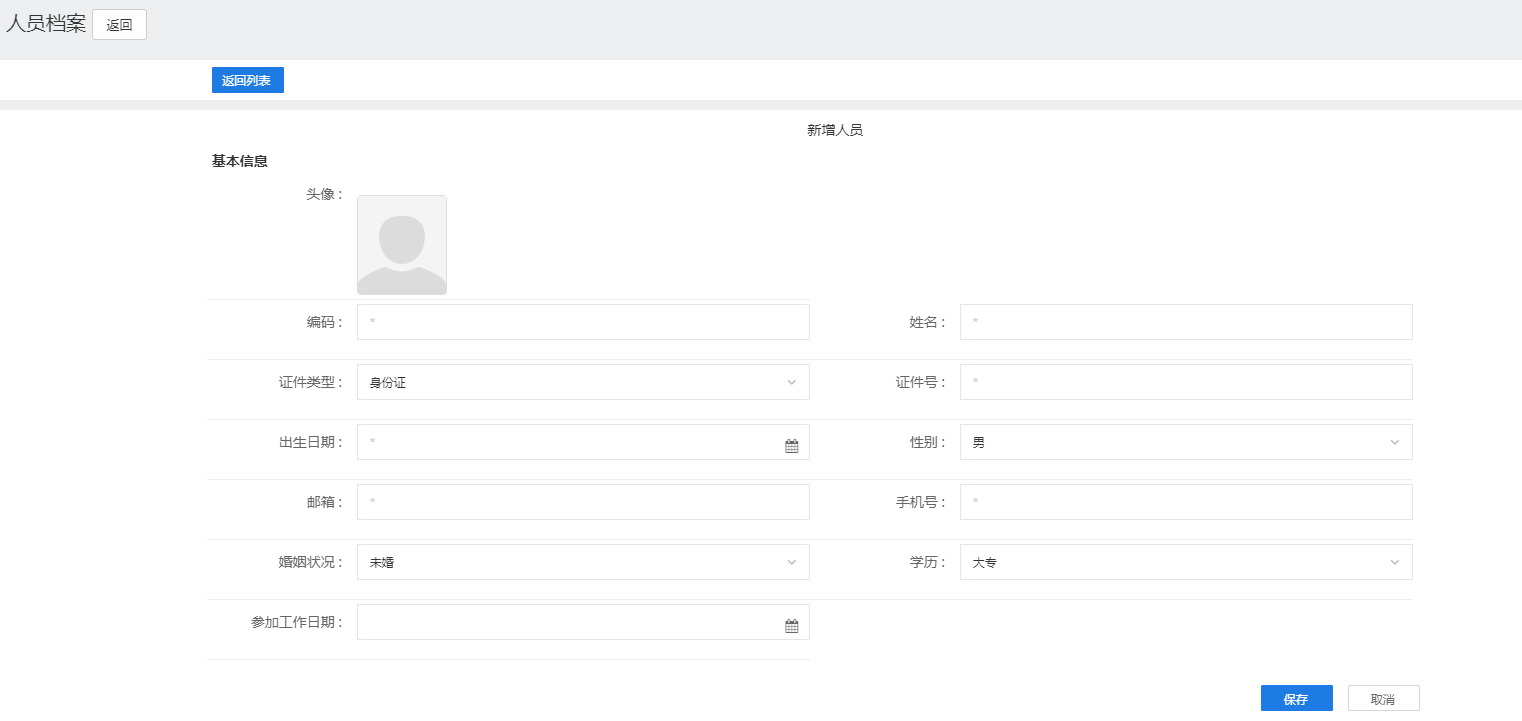 人员档案 返回
返回列表
新增人员
基本信息
头像：
编码： * 姓名： *
证件类型： 身份证 证件号： *
出生日期： * 性别： 男
邮箱： * 手机号： *
婚姻状况： 未婚 学历： 大专
参加工作日期：
保存 取消